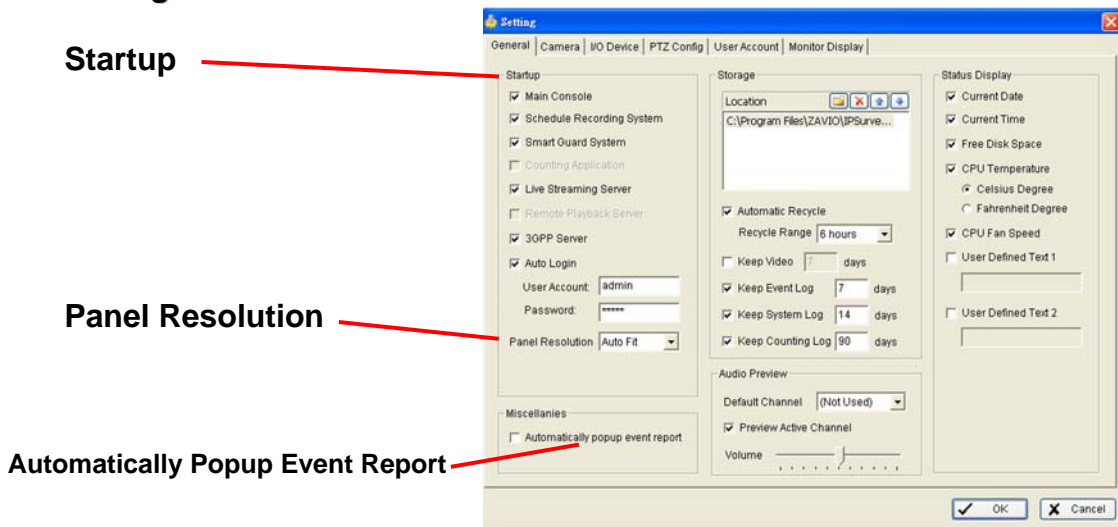 Startup
Panel Resolution
Automatically Popup Event Report
Setting
General Camera I/O Device PTZ Config User Account Monitor Display
Startup
Main Console
Schedule Recording System
Smart Guard System
Counting Application
Live Streaming Server
Remote Playback Server
3GPP Server
Auto Login
User Account: admin
Password: *****
Panel Resolution Auto Fit
Miscellanies
Automatically popup event report
Storage
Location
C:\Program Files\ZAVIO\IPSurve...
Automatic Recycle
Recycle Range 6 hours
Keep Video 7 days
Keep Event Log 7 days
Keep System Log 14 days
Keep Counting Log 90 days
Audio Preview
Default Channel (Not Used)
Preview Active Channel
Volume
Status Display
Current Date
Current Time
Free Disk Space
CPU Temperature
Celsius Degree
Fahrenheit Degree
CPU Fan Speed
User Defined Text 1
User Defined Text 2
OK Cancel